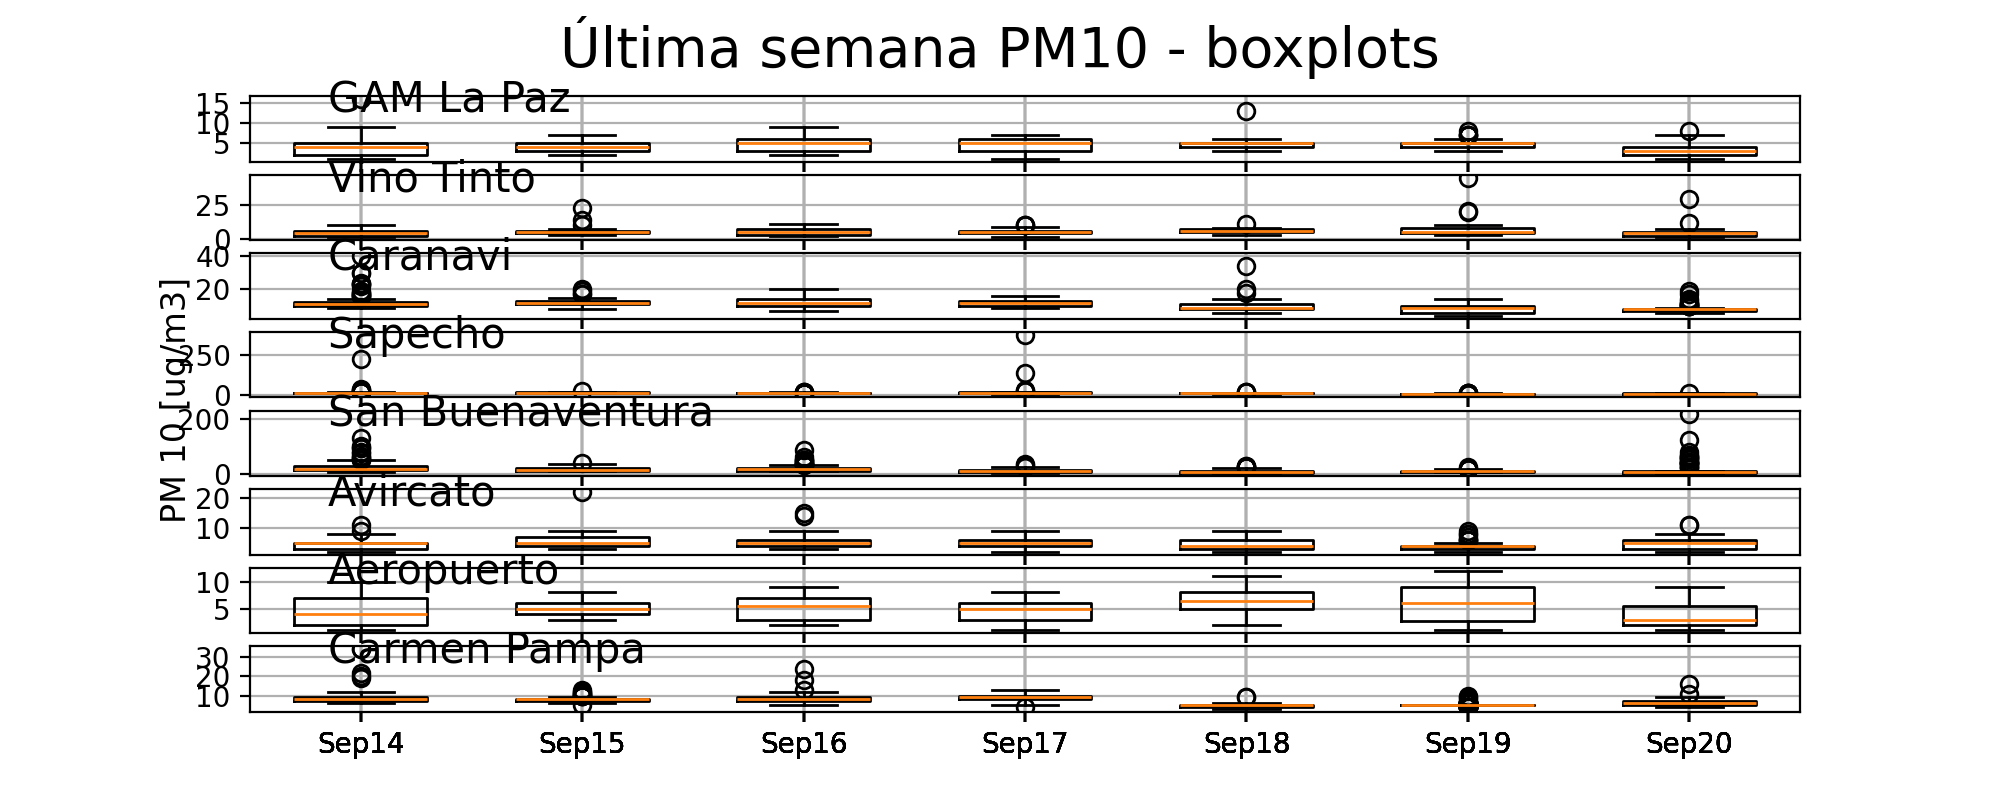 Última semana PM10 - boxplots
GAM La Paz
15
10
5
Vino Tinto
25
0
Caranavi
40
20
Sapecho
250
0
PM 10 [ug/m3]
San Buenaventura
200
0
Avircato
20
10
Aeropuerto
10
5
Carmen Pampa
30
20
10
Sep14 Sep15 Sep16 Sep17 Sep18 Sep19 Sep20